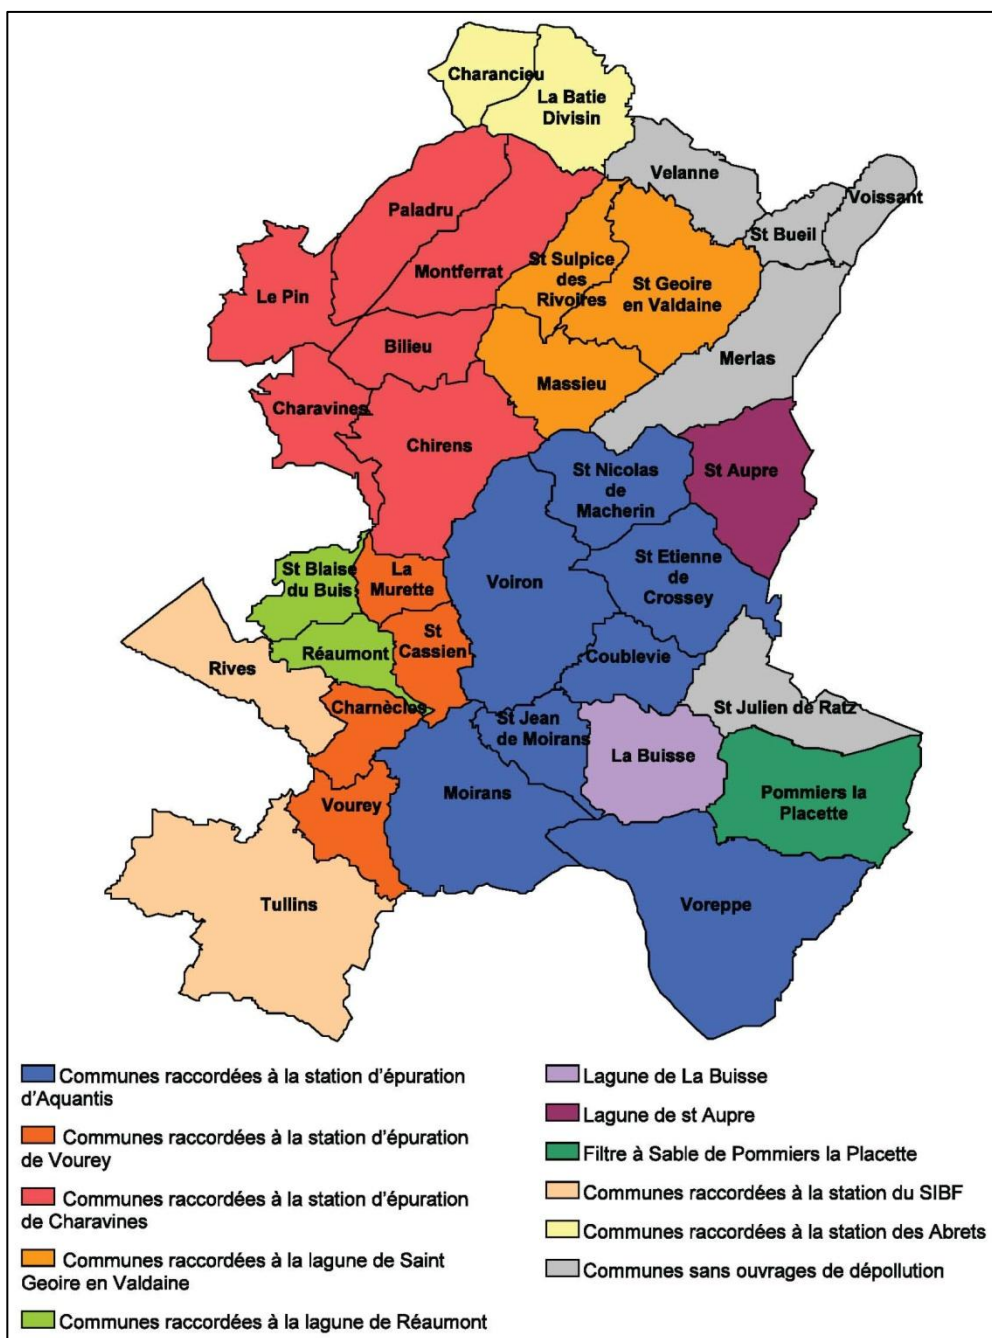 Charancieu
La Batie
Divisin
Velanne
Voissant
St Bueil
Paladru
Montferrat
St Sulpice
des
Rivoires
St Geoire
en Valdaine
Le Pin
Bilieu
Merlas
Massieu
Charavines
Chirens
St Nicolas
de
Macherin
St Aupre
St Blaise
du Buis
La
Murette
Voiron
St Etienne
de
Crossey
St
Cassien
Réaumont
Rives
Coublevie
Charnècles
St Jean
de Moirans
St Julien de Ratz
La Buisse
Vourey
Moirans
Pommiers la
Placette
Tullins
Voreppe
Communes raccordées à la station d'épuration
d'Aquantis
Communes raccordées à la station d'épuration
de Vourey
Communes raccordées à la station d'épuration
de Charavines
Communes raccordées à la lagune de Saint
Geoire en Valdaine
Communes raccordées à la lagune de Réaumont
Lagune de La Buisse
Lagune de st Aupre
Filtre à Sable de Pommiers la Placette
Communes raccordées à la station du SIBF
Communes raccordées à la station des Abrets
Communes sans ouvrages de dépollution